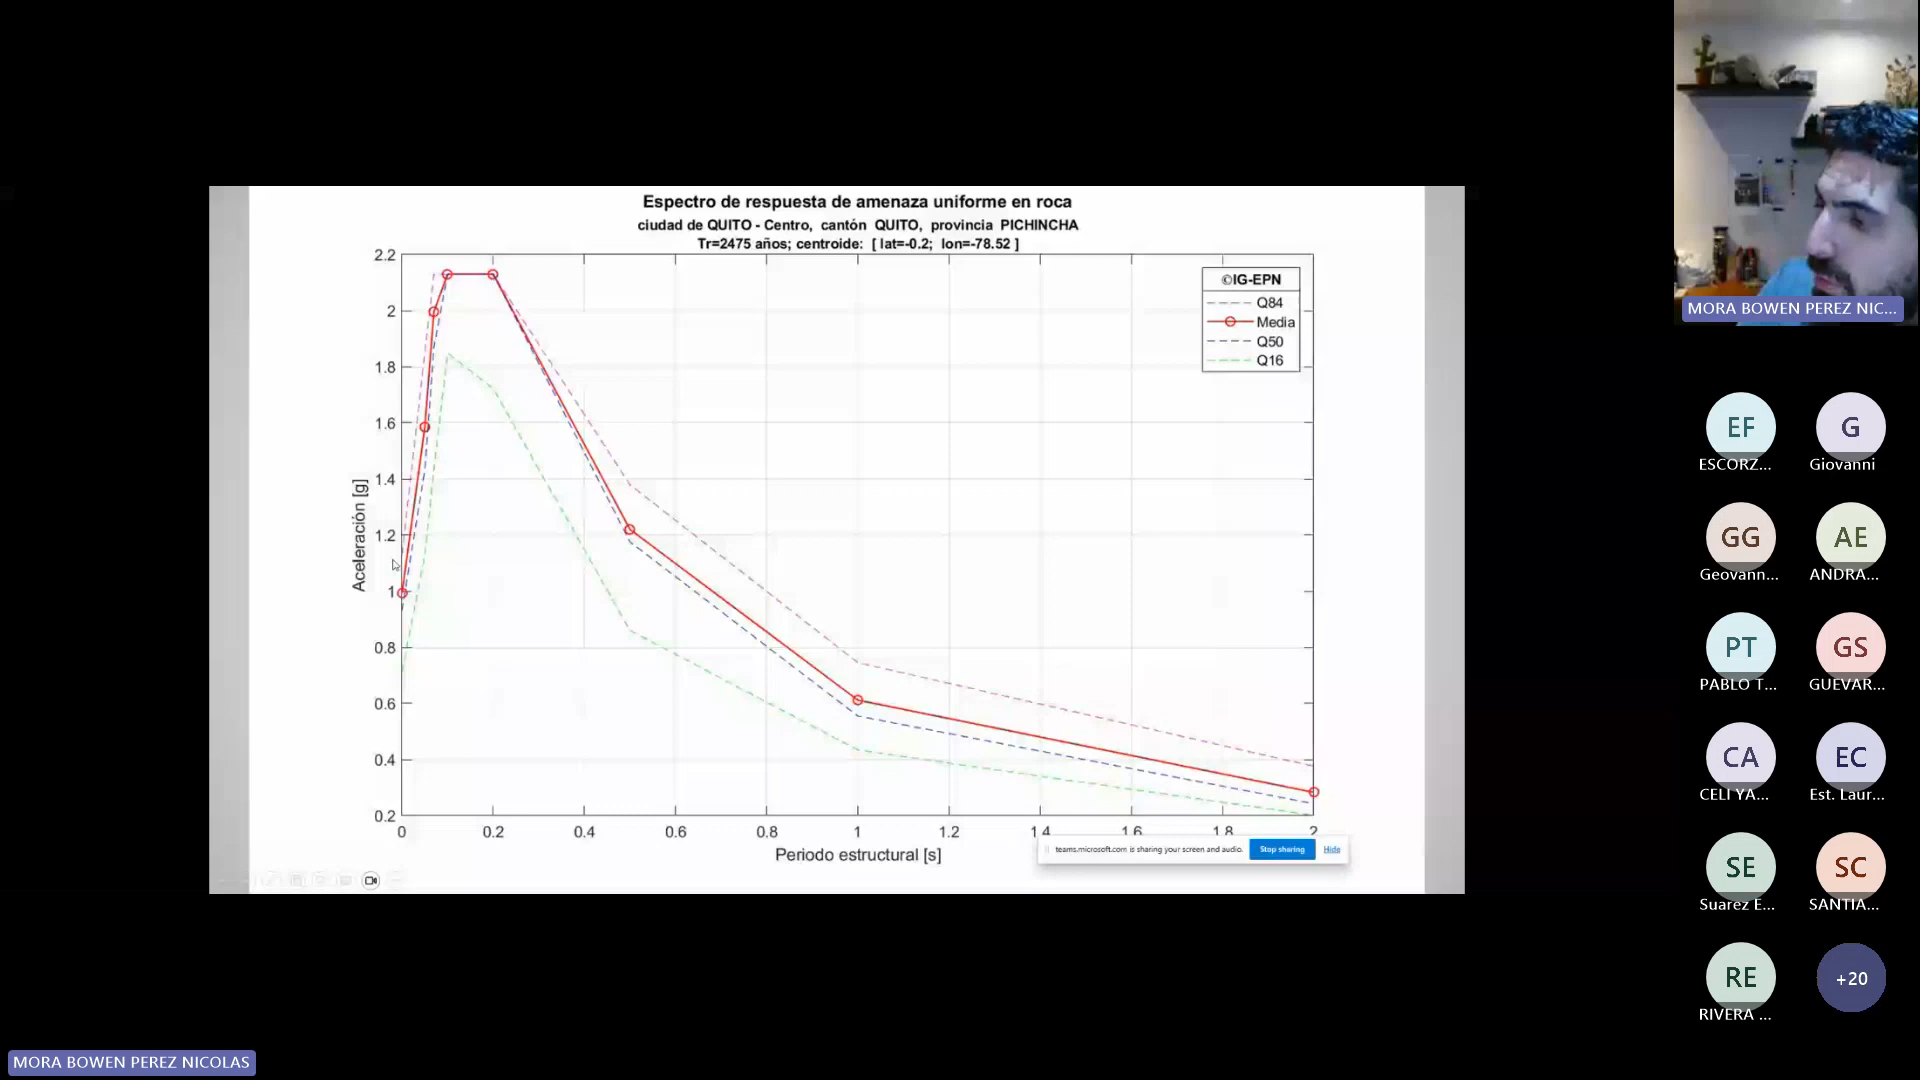 Espectro de respuesta de amenaza uniforme en roca
ciudad de QUITO - Centro, cantón QUITO, provincia PICHINCHA
Tr=2475 años; centroide: [ lat=-0.2; lon=-78.52 ]
2.2
2
1.8
1.6
1.4
1.2
1
0.8
0.6
0.4
0.2
Aceleración [g]
©IG-EPN
Q84
Media
Q50
Q16
0 0.2 0.4 0.6 0.8 1 1.2 1.4 1.6 1.8 2
Periodo estructural [s]
teams.microsoft.com is sharing your screen and audio. Stop sharing Hide
MORA BOWEN PEREZ NIC...
EF G
ESCORZ... Giovanni
GG AE
Geovann... ANDRA...
PT GS
PABLO T... GUEVAR...
CA EC
CELI YA... Est. Laur...
SE SC
Suarez E... SANTIA...
RE +20
RIVERA ...
MORA BOWEN PEREZ NICOLAS